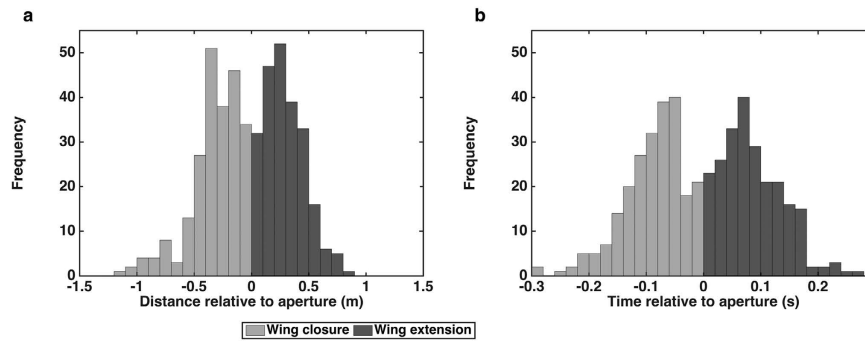 a
b
50
40
30
20
10
0
Frequency
-1.5 -1 -0.5 0 0.5 1 1.5
Distance relative to aperture (m)
50
40
30
20
10
0
Frequency
-0.3 -0.2 -0.1 0 0.1 0.2
Time relative to aperture (s)
Wing closure Wing extension